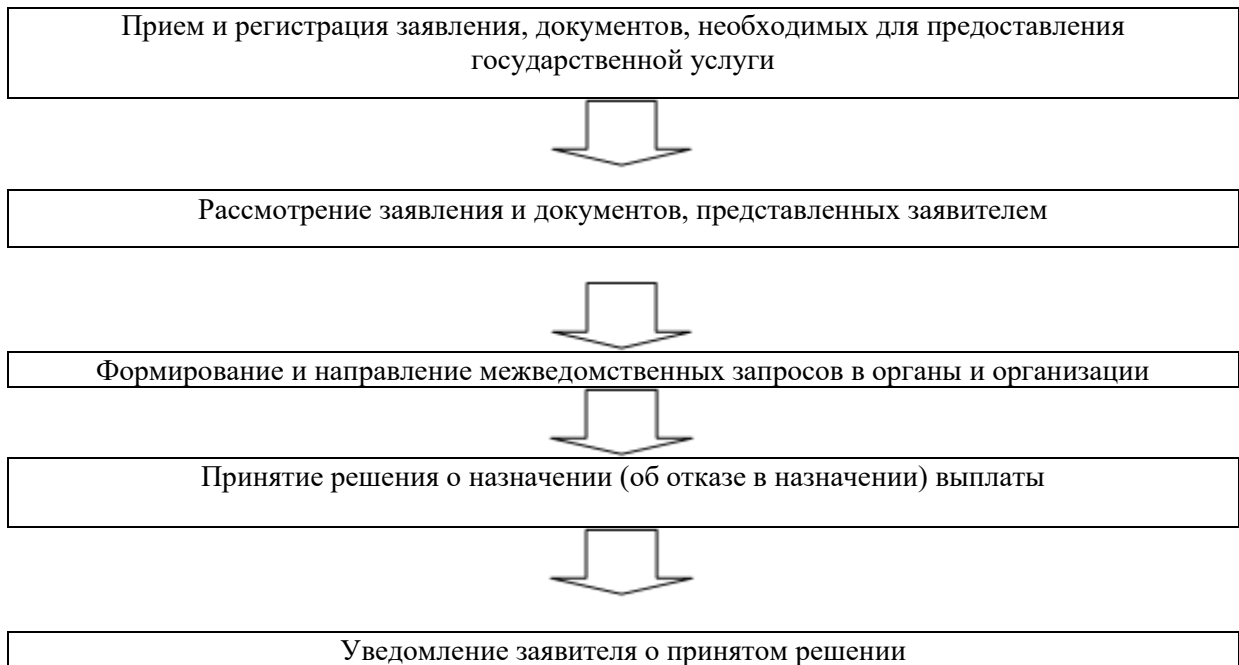 Прием и регистрация заявления, документов, необходимых для предоставления
государственной услуги
Рассмотрение заявления и документов, представленных заявителем
Формирование и направление межведомственных запросов в органы и организации
Принятие решения о назначении (об отказе в назначении) выплаты
Уведомление заявителя о принятом решении